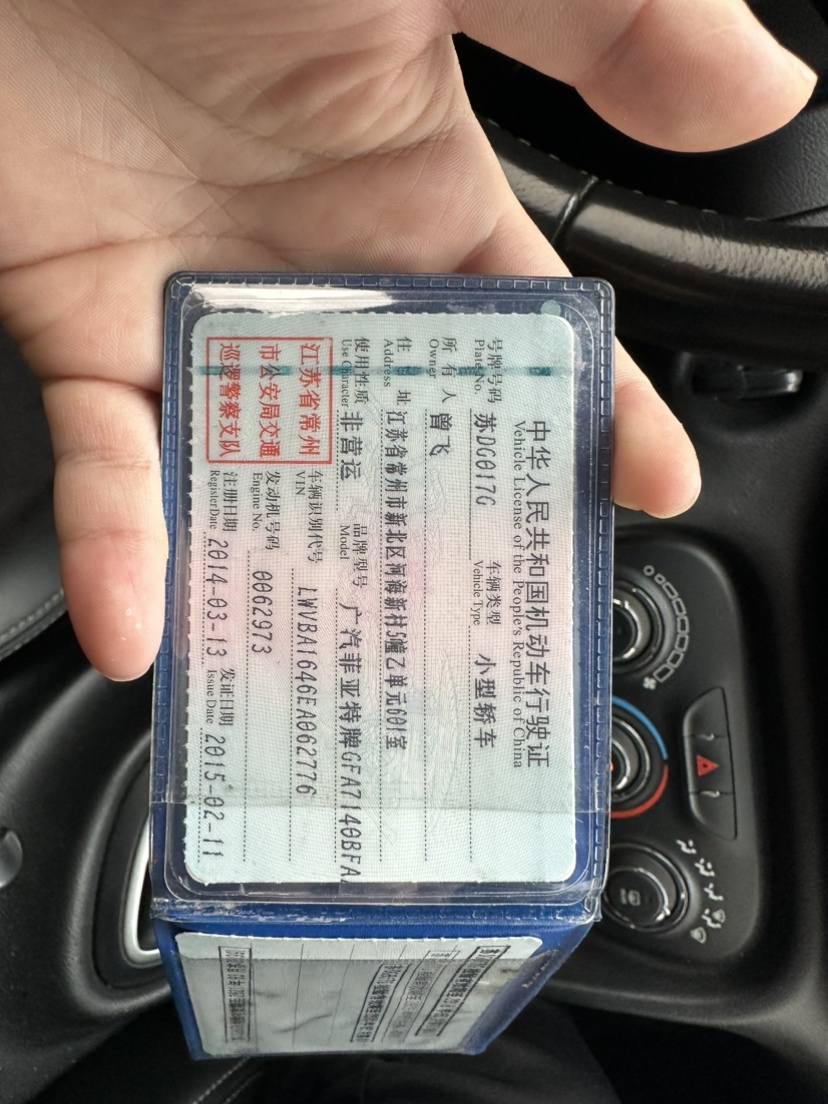 中华人民共和国机动车行驶证
Vehicle License of the People's Republic of China
号牌号码 苏DG017G 车辆类型 小型轿车
Plate No. Vehicle Type
所有人 曾飞
Owner
住址 江苏省常州市新北区河海新村5幢乙单元601室
Address
使用性质 非营运 品牌型号 广汽菲亚特牌GFA7140BFA
Use Character Model
江苏省常州
市公安局交通
巡逻警察支队
车辆识别代号 LWVBA1646EA062776
VIN
发动机号码 0062973
Engine No.
注册日期 2014-03-13 发证日期 2015-02-11
Register Date Issue Date